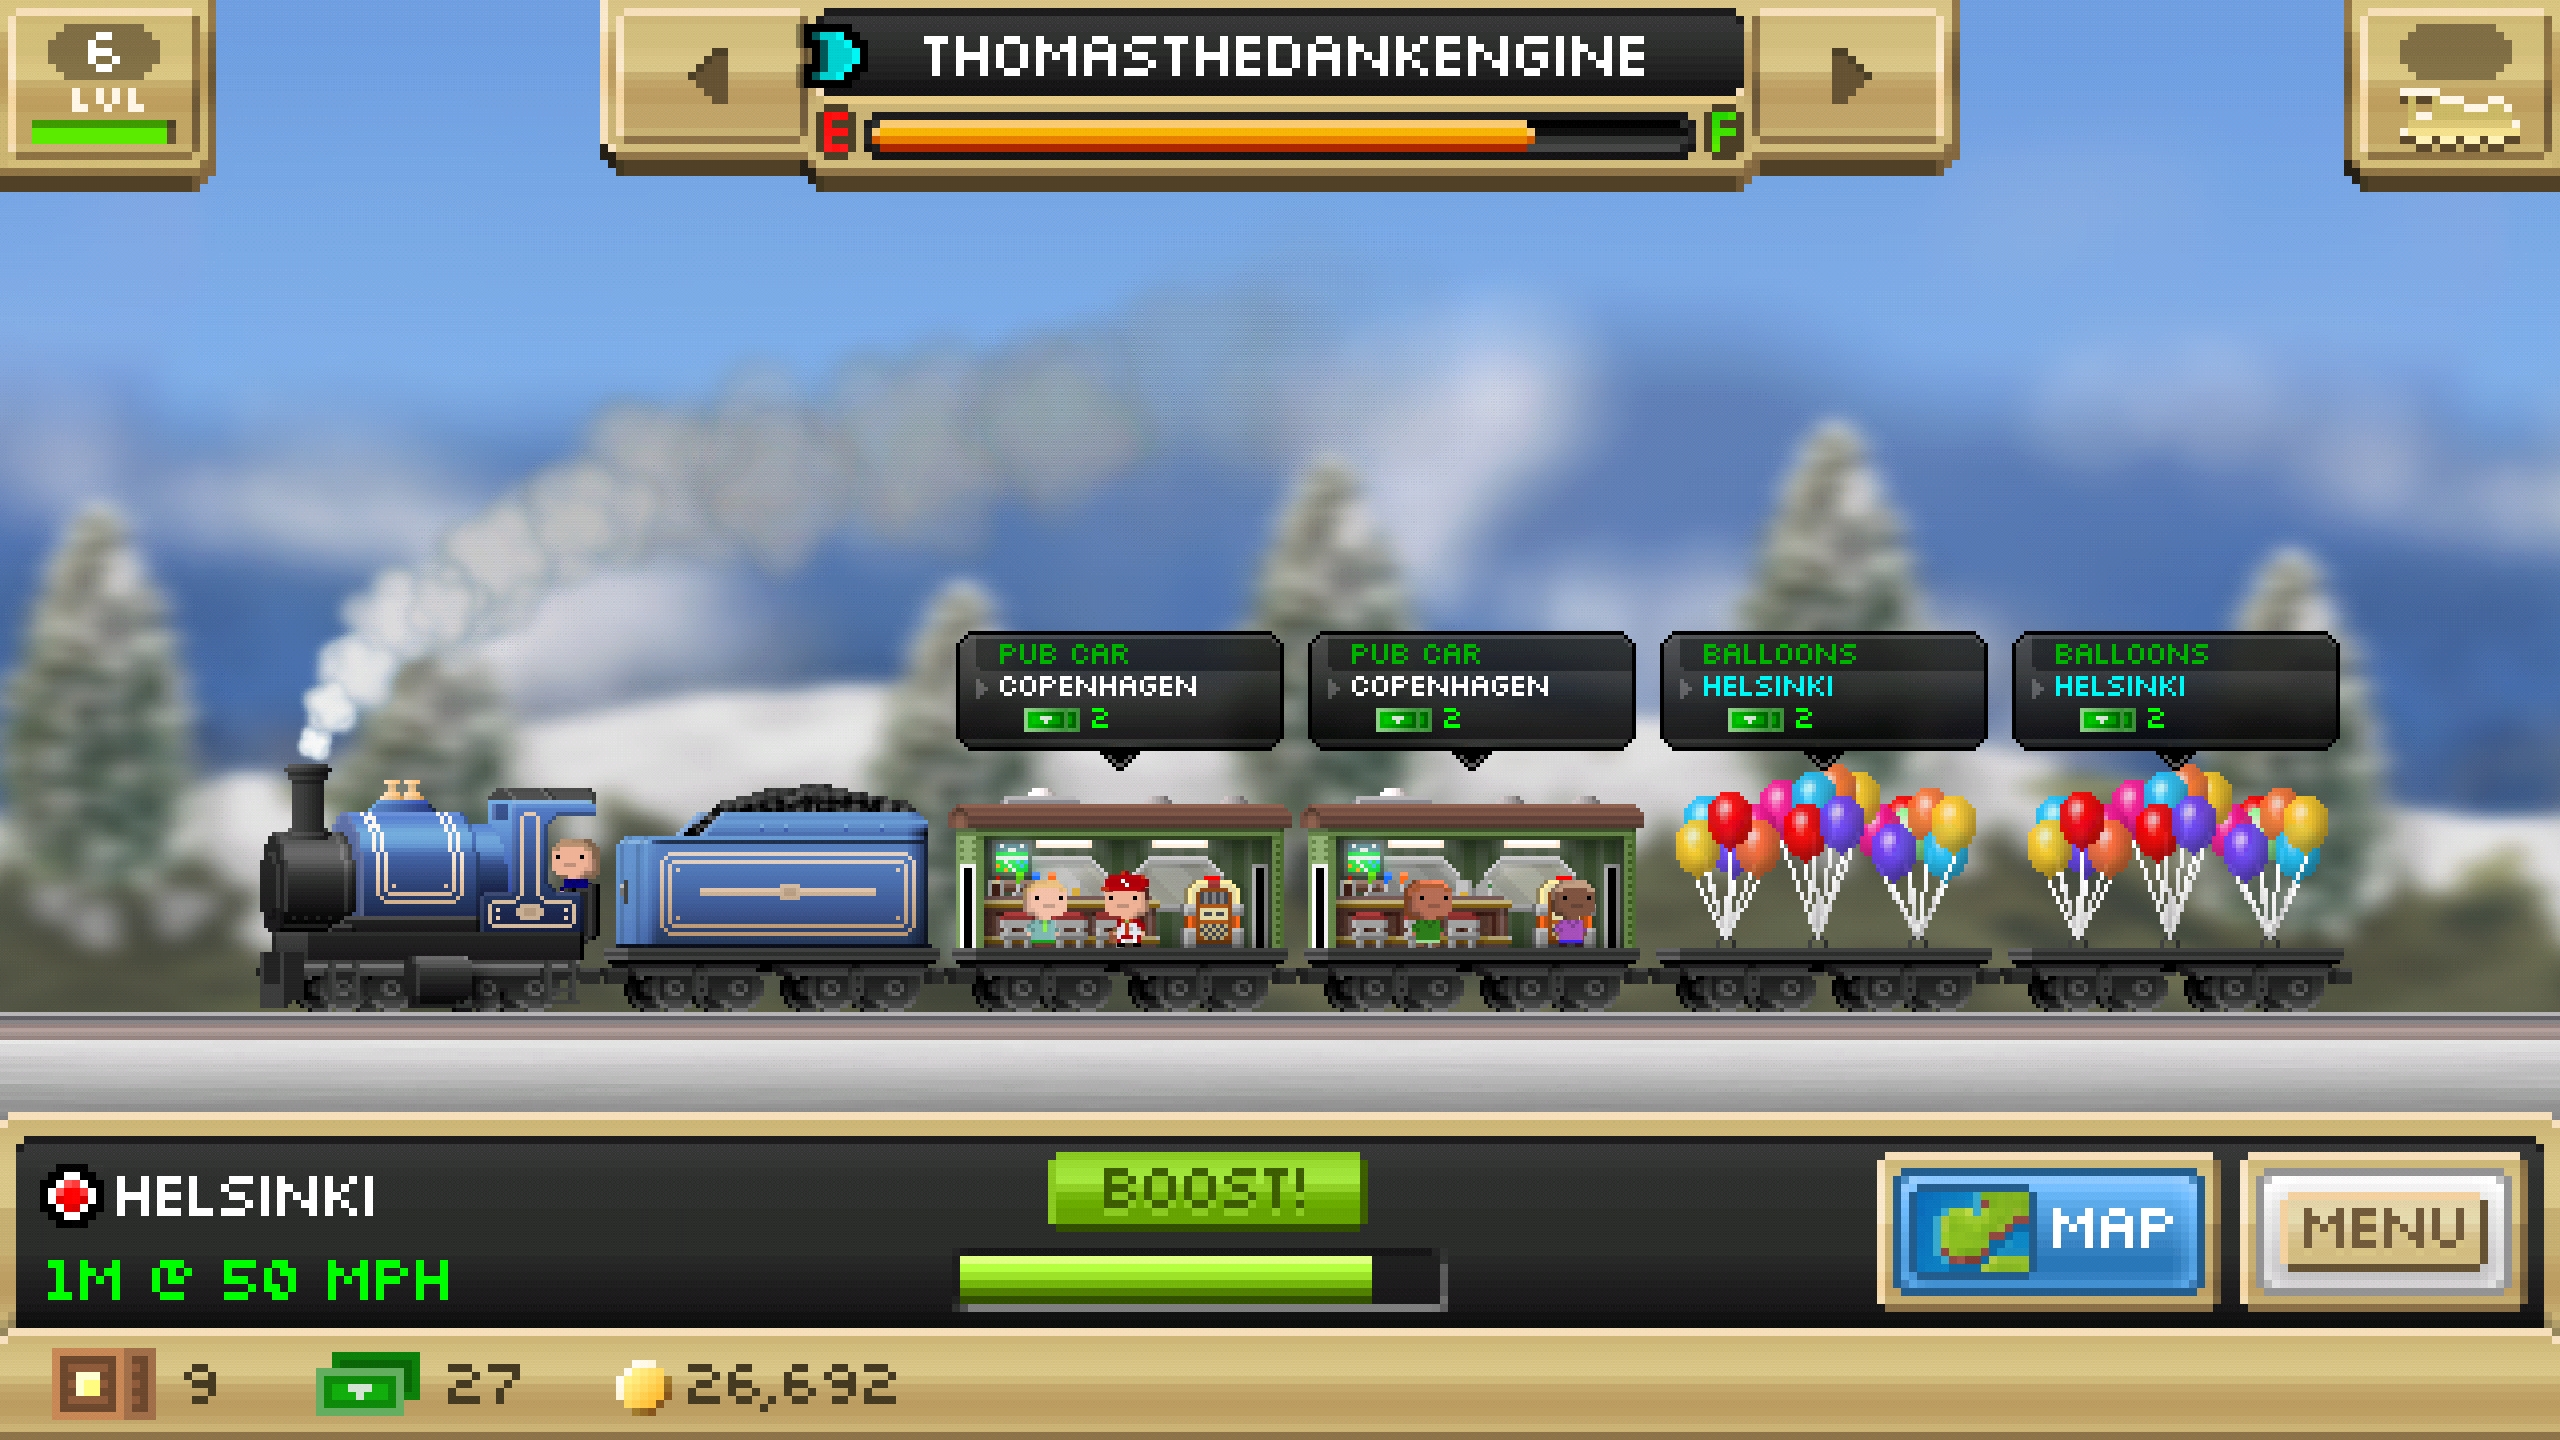 6
LVL
THOMASTHEDANKENGINE
E F
PUB CAR
COPENHAGEN
2
PUB CAR
COPENHAGEN
2
BALLOONS
HELSINKI
2
BALLOONS
HELSINKI
2
HELSINKI
1M @ 50 MPH
BOOST!
MAP
MENU
9
27
26,692